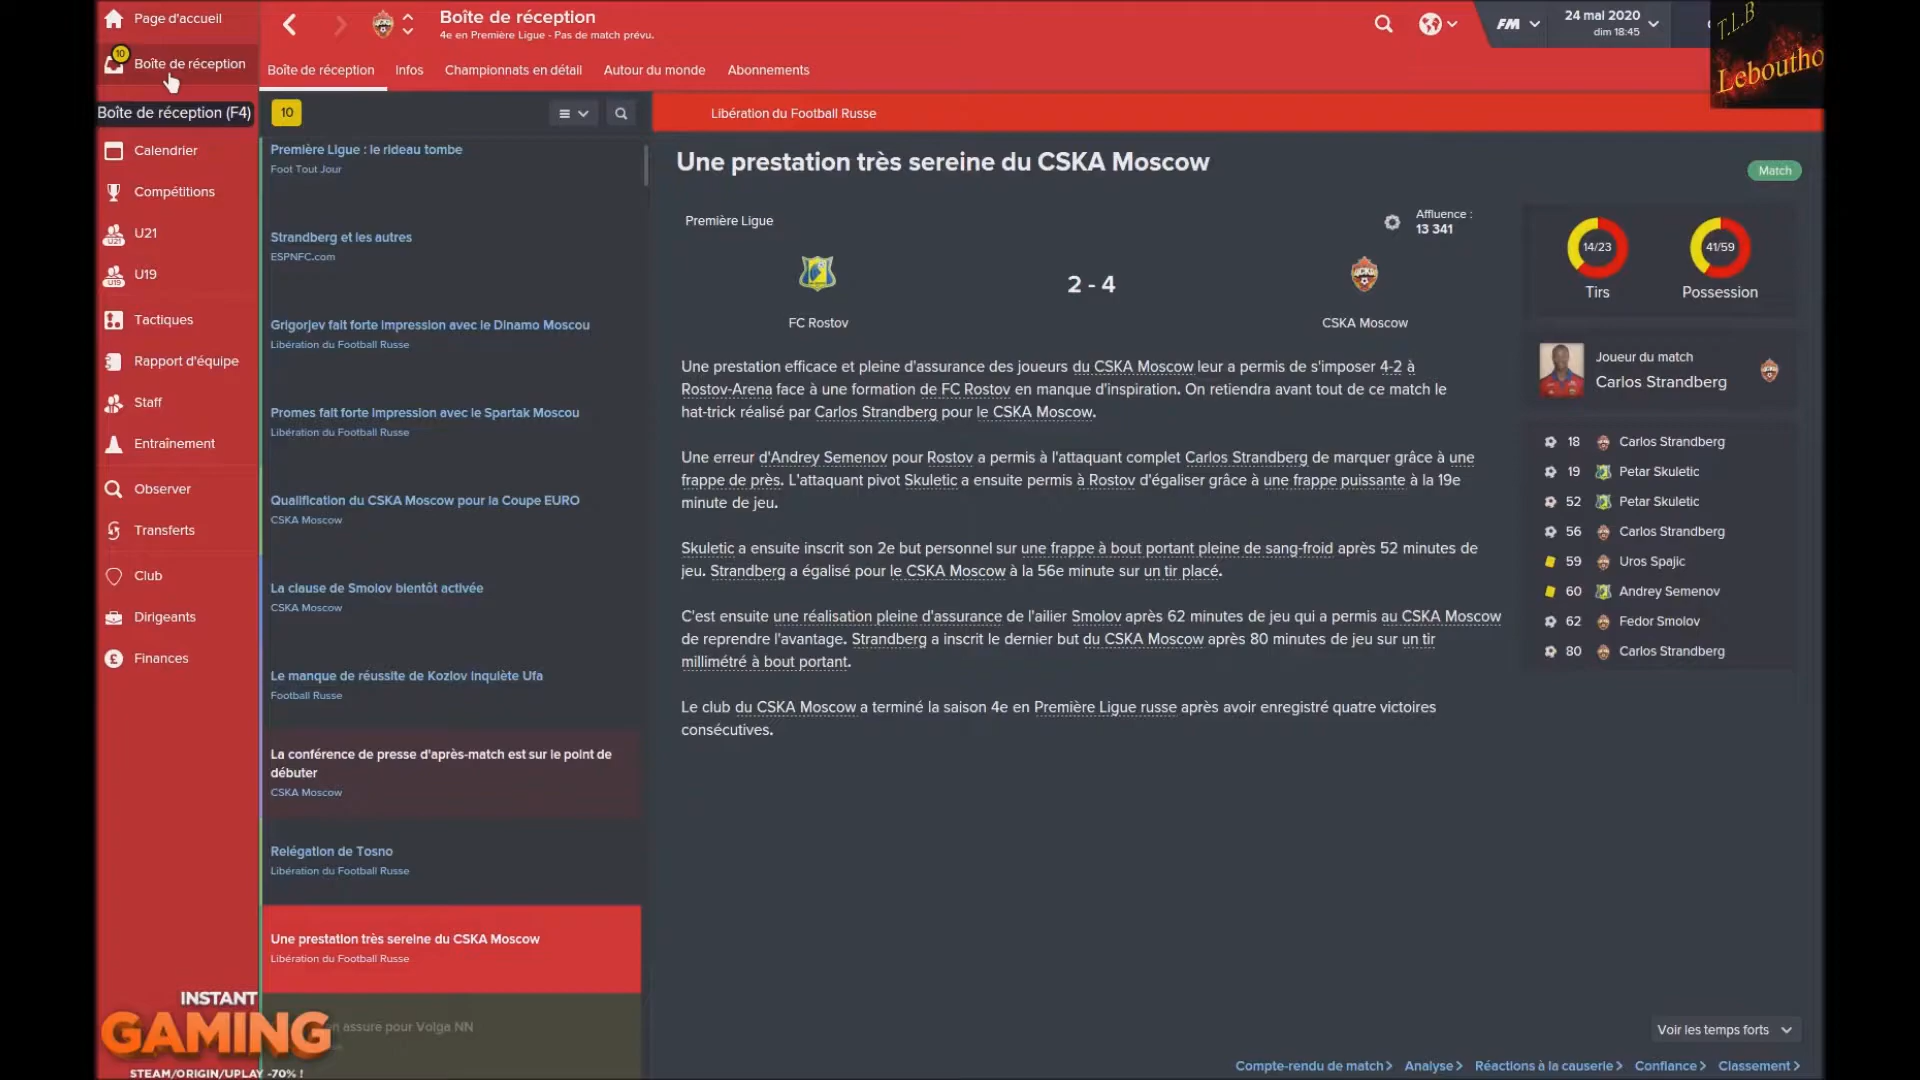 Page d'accueil
10
Boîte de réception
Boîte de réception (F4)
Calendrier
Compétitions
U21
U21
U19
U19
Tactiques
Rapport d'équipe
Staff
Entraînement
Observer
Transferts
Club
Dirigeants
Finances
Boîte de réception
4e en Première Ligue - Pas de match prévu.
FM
24 mai 2020
dim 18:45
T.L.B
Leboutho
Boîte de réception
Infos
Championnats en détail
Autour du monde
Abonnements
10
Première Ligue : le rideau tombe
Foot Tout Jour
Strandberg et les autres
ESPNFC.com
Grigorjev fait forte impression avec le Dinamo Moscou
Libération du Football Russe
Promes fait forte impression avec le Spartak Moscou
Libération du Football Russe
Qualification du CSKA Moscow pour la Coupe EURO
CSKA Moscow
La clause de Smolov bientôt activée
CSKA Moscow
Le manque de réussite de Kozlov inquiète Ufa
Football Russe
La conférence de presse d'après-match est sur le point de
débuter
CSKA Moscow
Relégation de Tosno
Libération du Football Russe
Une prestation très sereine du CSKA Moscow
Libération du Football Russe
en assuré pour Volga NN
INSTANT
GAMING
STEAM/ORIGIN/UPLAY -70% !
Libération du Football Russe
Une prestation très sereine du CSKA Moscow
Match
Première Ligue
Affluence :
13 341
2 - 4
FC Rostov
CSKA Moscow
Une prestation efficace et pleine d'assurance des joueurs du CSKA Moscow leur a permis de s'imposer 4-2 à
Rostov-Arena face à une formation de FC Rostov en manque d'inspiration. On retiendra avant tout de ce match le
hat-trick réalisé par Carlos Strandberg pour le CSKA Moscow.
Une erreur d'Andrey Semenov pour Rostov a permis à l'attaquant complet Carlos Strandberg de marquer grâce à une
frappe de près. L'attaquant pivot Skuletic a ensuite permis à Rostov d'égaliser grâce à une frappe puissante à la 19e
minute de jeu.
Skuletic a ensuite inscrit son 2e but personnel sur une frappe à bout portant pleine de sang-froid après 52 minutes de
jeu. Strandberg a égalisé pour le CSKA Moscow à la 56e minute sur un tir placé.
C'est ensuite une réalisation pleine d'assurance de l'ailier Smolov après 62 minutes de jeu qui a permis au CSKA Moscow
de reprendre l'avantage. Strandberg a inscrit le dernier but du CSKA Moscow après 80 minutes de jeu sur un tir
millimétré à bout portant.
Le club du CSKA Moscow a terminé la saison 4e en Première Ligue russe après avoir enregistré quatre victoires
consécutives.
14/23
41/59
Tirs
Possession
Joueur du match
Carlos Strandberg
18 Carlos Strandberg
19 Petar Skuletic
52 Petar Skuletic
56 Carlos Strandberg
59 Uros Spajic
60 Andrey Semenov
62 Fedor Smolov
80 Carlos Strandberg
Voir les temps forts
Compte-rendu de match
Analyse
Réactions à la causerie
Confiance
Classement